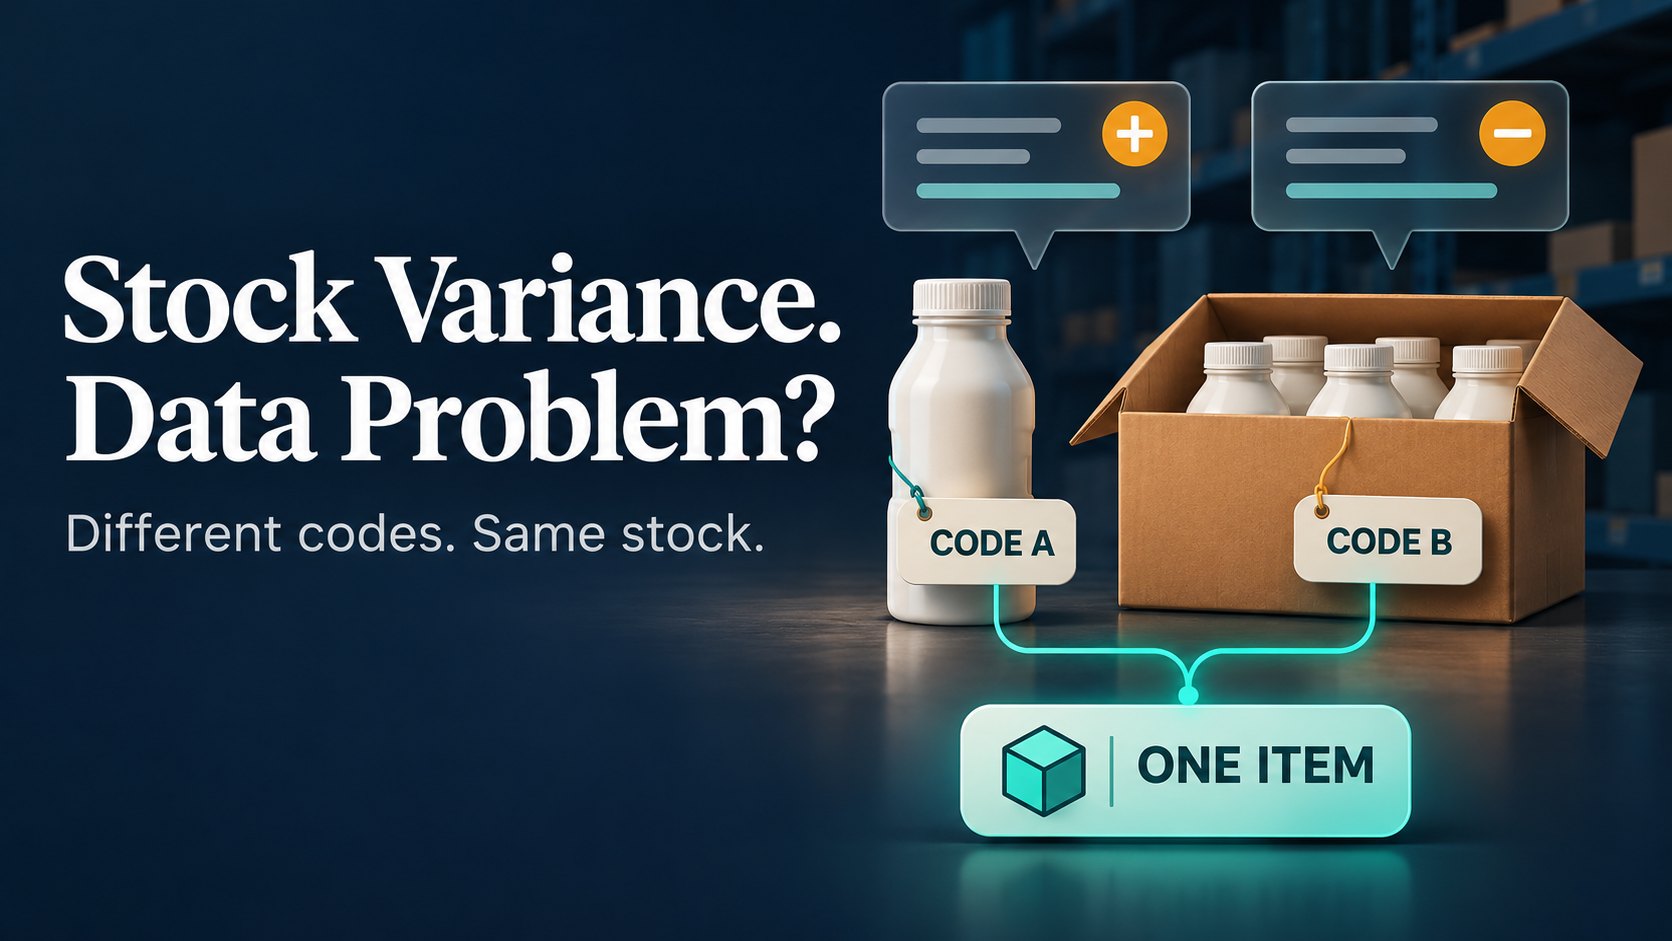 Stock Variance.
Data Problem?
Different codes. Same stock.
CODE A
CODE B
ONE ITEM